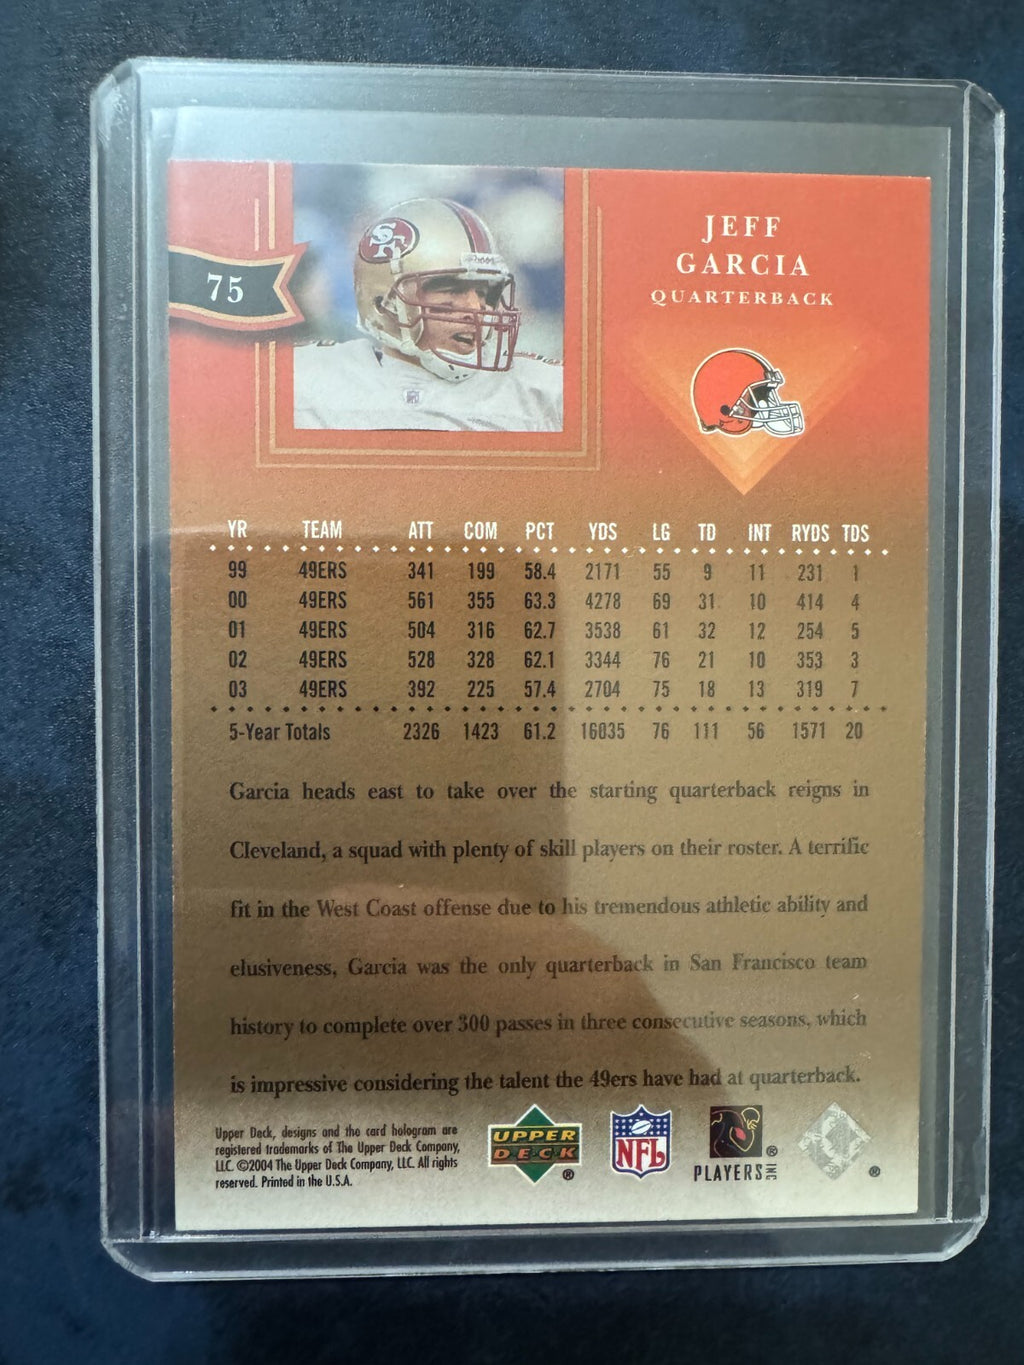 75
JEFF
GARCIA
QUARTERBACK
YR TEAM ATT COM PCT YDS LG TD INT RYDS TDS
99 49ERS 341 199 58.4 2171 55 9 11 231 1
00 49ERS 561 355 63.3 4278 69 31 10 414 4
01 49ERS 504 316 62.7 3538 61 32 12 254 5
02 49ERS 528 328 62.1 3344 76 21 10 353 3
03 49ERS 392 225 57.4 2704 75 18 13 319 7
5-Year Totals 2326 1423 61.2 16035 76 111 56 1571 20
Garcia heads east to take over the starting quarterback reigns in
Cleveland, a squad with plenty of skill players on their roster. A terrific
fit in the West Coast offense due to his tremendous athletic ability and
elusiveness, Garcia was the only quarterback in San Francisco team
history to complete over 300 passes in three consecutive seasons, which
is impressive considering the talent the 49ers have had at quarterback.
Upper Deck, designs and the card hologram are
registered trademarks of The Upper Deck Company,
LLC. ©2004 The Upper Deck Company, LLC. All rights
reserved. Printed in the U.S.A.
UPPER
DECK
®
NFL
PLAYERS INC
®
®
SF